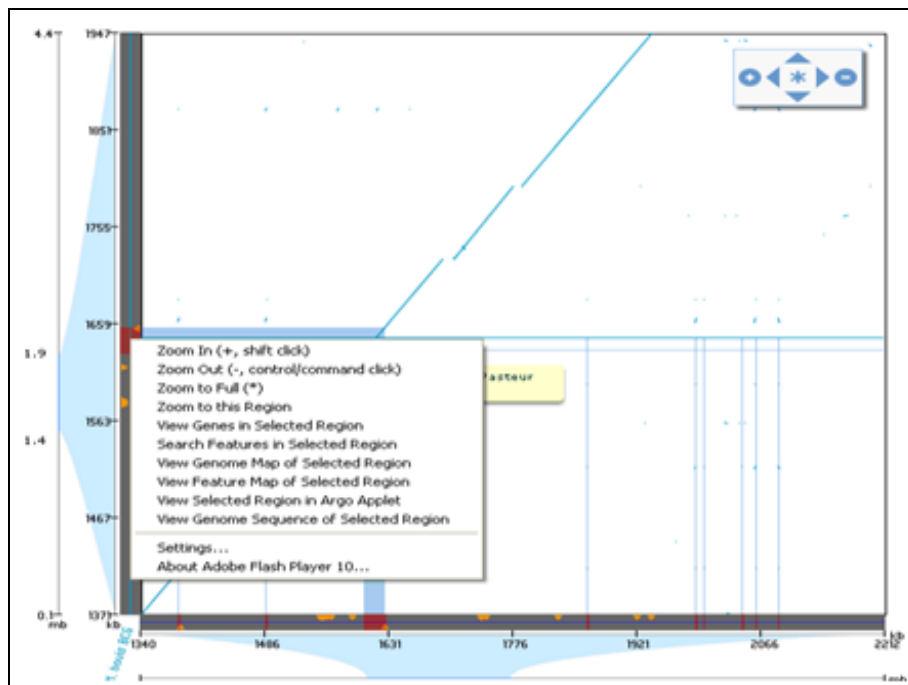 4.4
1947
1851
1755
1659
1.9
Zoom In (+, shift click)
Zoom Out (-, control/command click)
Zoom to Full (*)
Zoom to this Region
View Genes in Selected Region
Search Features in Selected Region
View Genome Map of Selected Region
View Feature Map of Selected Region
View Selected Region in Argo Applet
View Genome Sequence of Selected Region
Settings...
About Adobe Flash Player 10...
Pasteur
1563
1.4
1467
0.1
1371
mb
kb
kb
1340
1486
1631
1776
1921
2066
2212
bovis BCG
mb